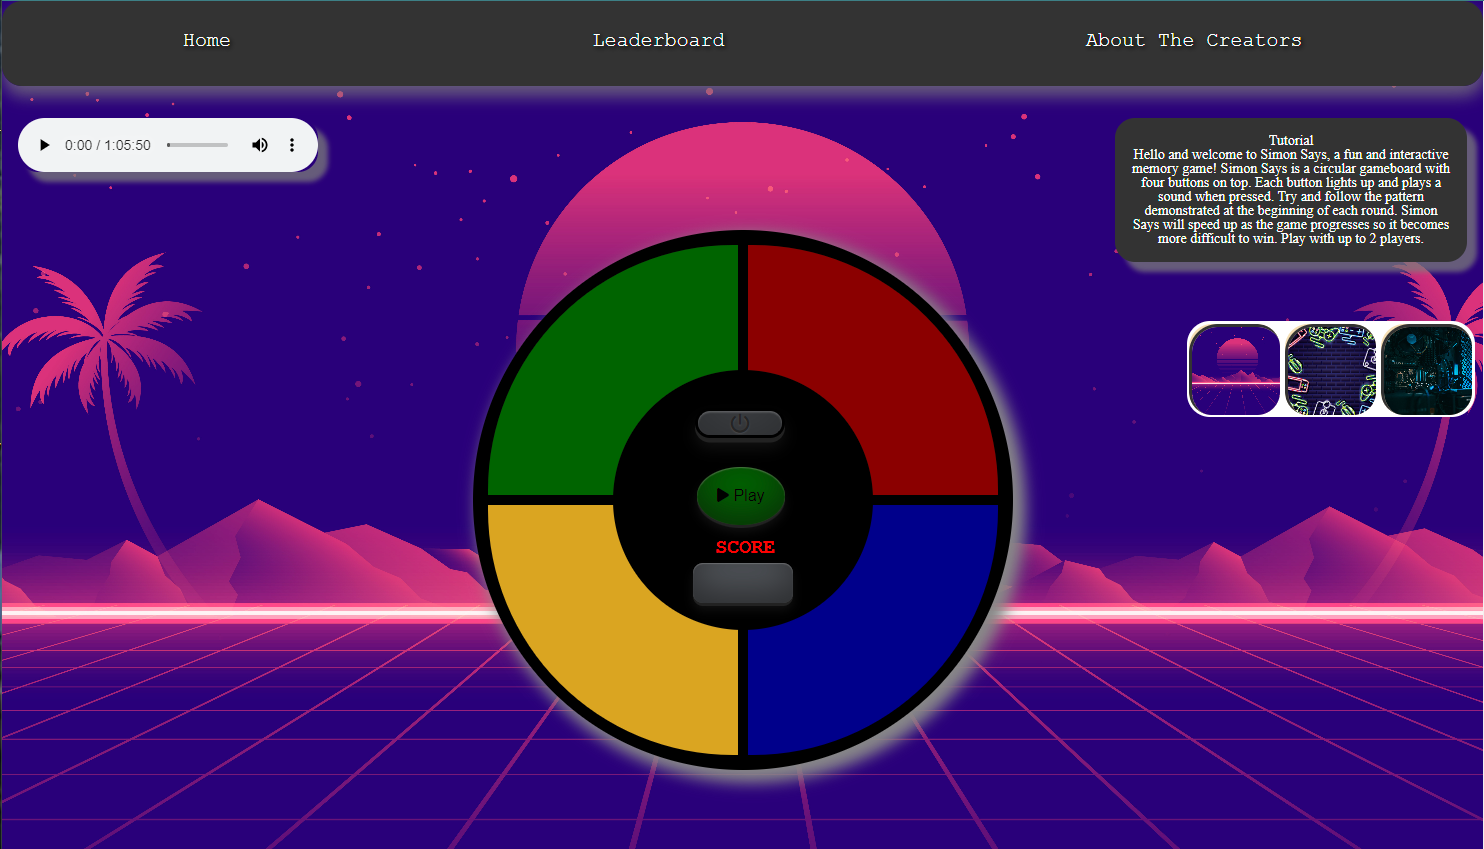 Home
Leaderboard
About The Creators
0:00 / 1:05:50
Tutorial
Hello and welcome to Simon Says, a fun and interactive
memory game! Simon Says is a circular gameboard with
four buttons on top. Each button lights up and plays a
sound when pressed. Try and follow the pattern
demonstrated at the beginning of each round. Simon
Says will speed up as the game progresses so it becomes
more difficult to win. Play with up to 2 players.
Play
SCORE